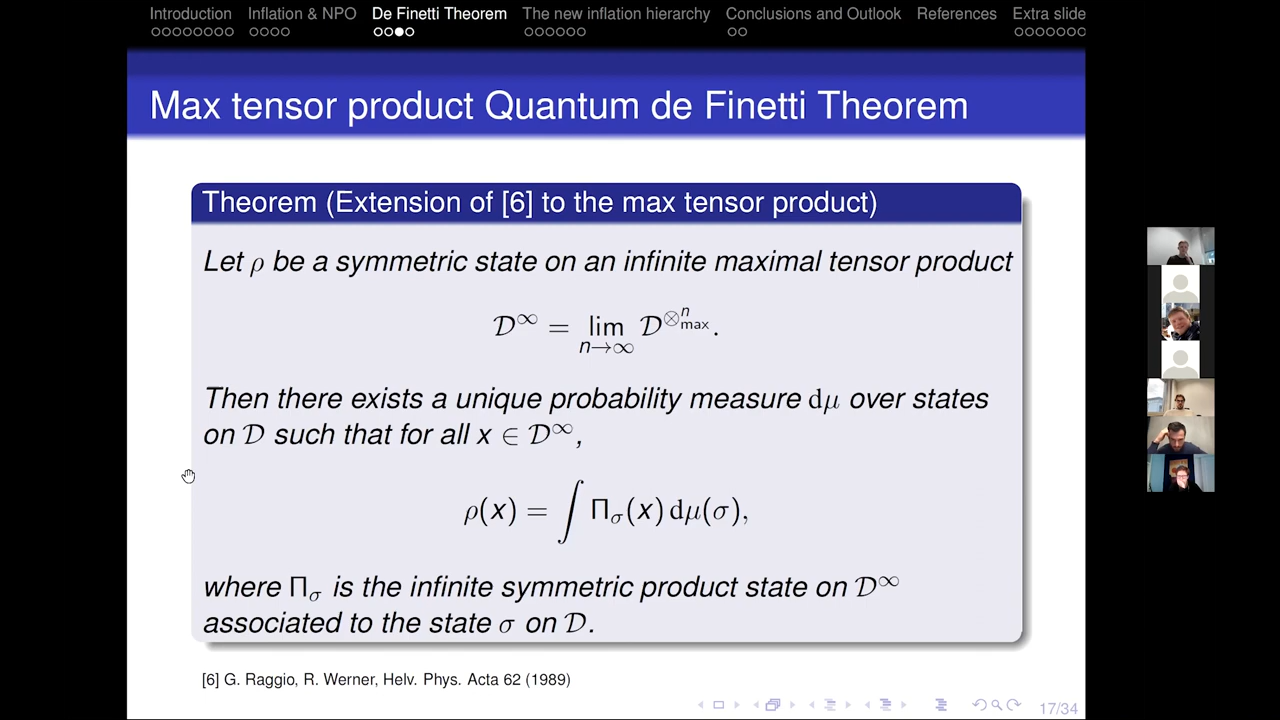 Introduction Inflation & NPO De Finetti Theorem The new inflation hierarchy Conclusions and Outlook References Extra slide
Max tensor product Quantum de Finetti Theorem
Theorem (Extension of [6] to the max tensor product)
Let ρ be a symmetric state on an infinite maximal tensor product
𝒟^∞ = lim_{n→∞} 𝒟^{⊗^n_max}.
Then there exists a unique probability measure dμ over states
on 𝒟 such that for all x ∈ 𝒟^∞,
ρ(x) = ∫ Π_σ(x) dμ(σ),
where Π_σ is the infinite symmetric product state on 𝒟^∞
associated to the state σ on 𝒟.
[6] G. Raggio, R. Werner, Helv. Phys. Acta 62 (1989)
17/34